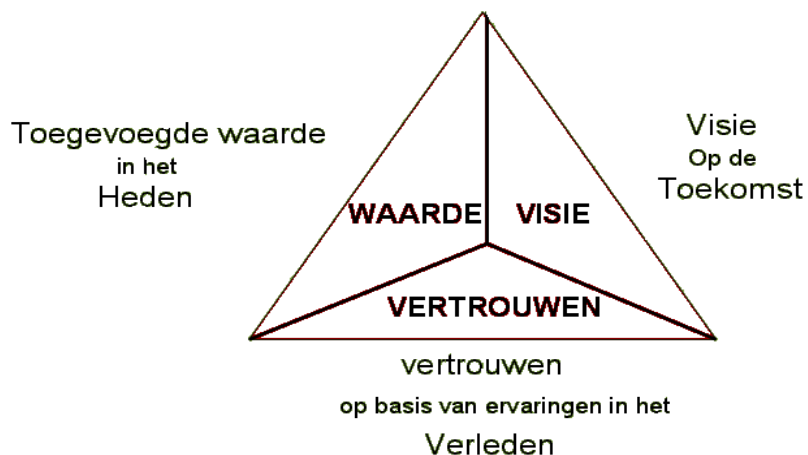 Toegevoegde waarde
in het
Heden
Visie
Op de
Toekomst
WAARDE VISIE
VERTROUWEN
vertrouwen
op basis van ervaringen in het
Verleden